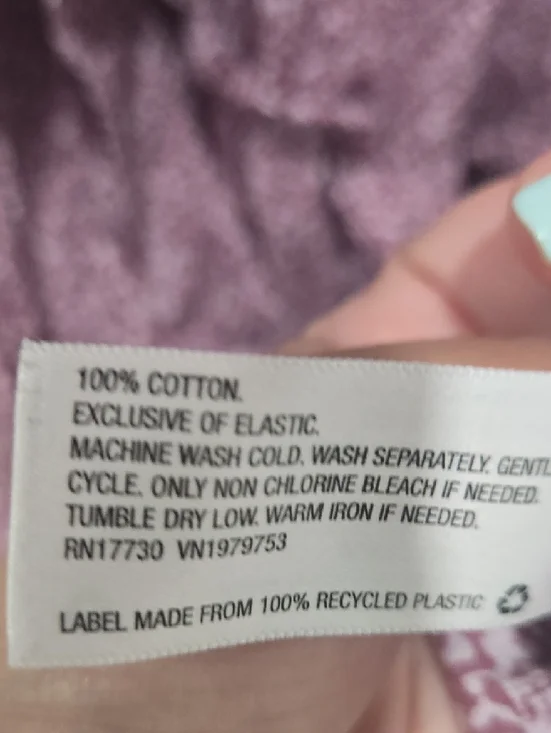 100% COTTON.
EXCLUSIVE OF ELASTIC.
MACHINE WASH COLD. WASH SEPARATELY. GENTL
CYCLE. ONLY NON CHLORINE BLEACH IF NEEDED.
TUMBLE DRY LOW. WARM IRON IF NEEDED.
RN17730 VN1979753
LABEL MADE FROM 100% RECYCLED PLASTIC